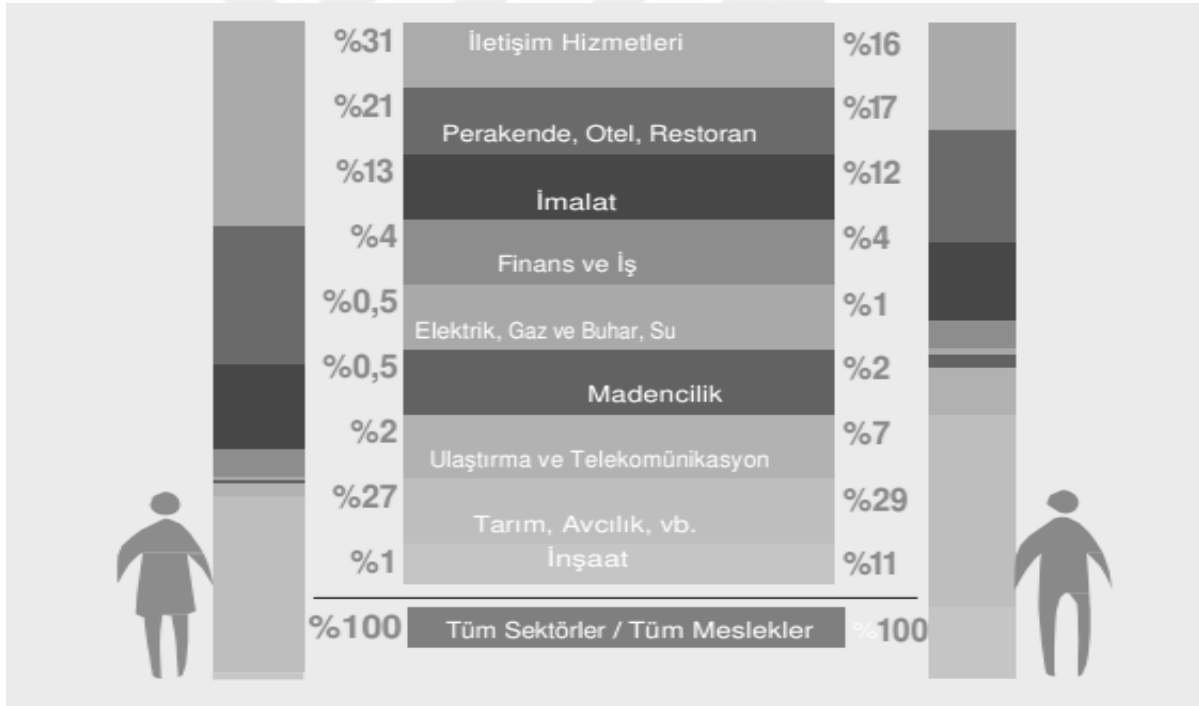 %31 İletişim Hizmetleri %16
%21 Perakende, Otel, Restoran %17
%13 İmalat %12
%4 Finans ve İş %4
%0,5 Elektrik, Gaz ve Buhar, Su %1
%0,5 Madencilik %2
%2 Ulaştırma ve Telekomünikasyon %7
%27 Tarım, Avcılık, vb. %29
%1 İnşaat %11
%100 Tüm Sektörler / Tüm Meslekler %100